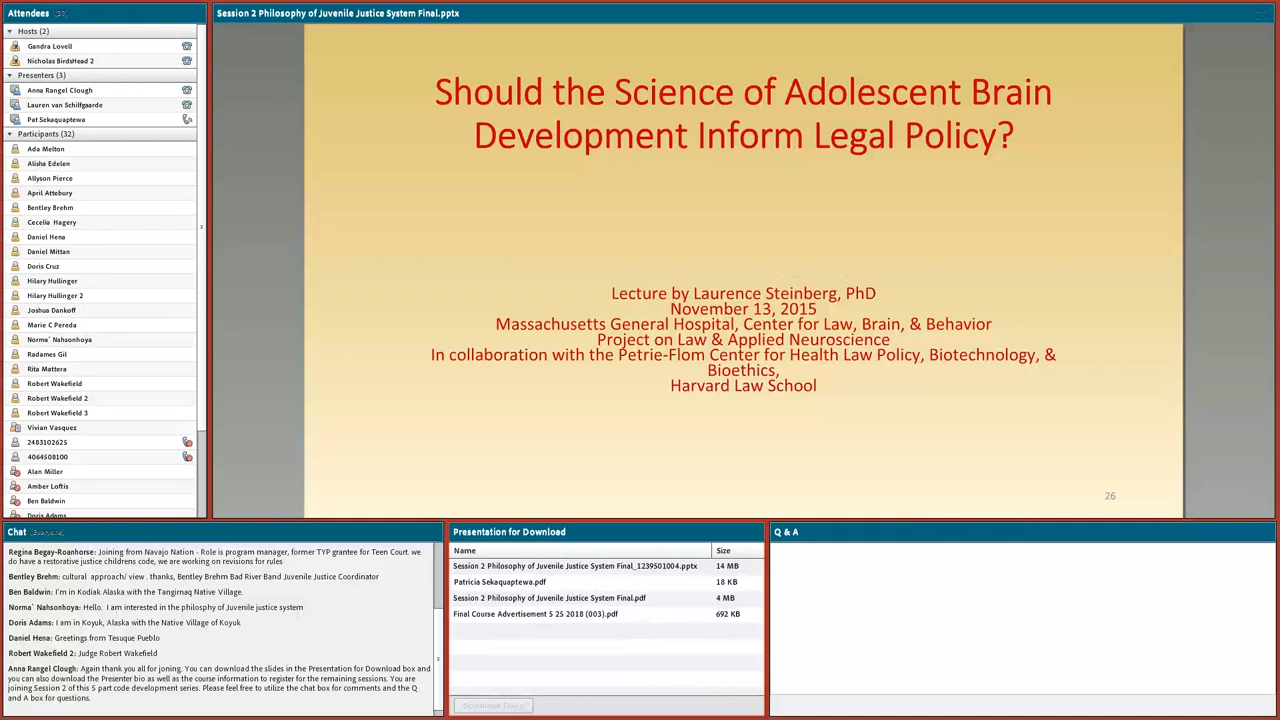 Attendees (37)
Hosts (2)
Gandra Lovell
Nicholas BirdsHead 2
Presenters (3)
Anna Rangel Clough
Lauren van Schilfgaarde
Pat Sekaquaptewa
Participants (32)
Ada Melton
Alisha Edelen
Allyson Pierce
April Attebury
Bentley Brehm
Cecelia Hagery
Daniel Hena
Daniel Mittan
Doris Cruz
Hilary Hullinger
Hilary Hullinger 2
Joshua Dankoff
Marie C Pereda
Norma` Nahsonhoya
Radames Gil
Rita Mattera
Robert Wakefield
Robert Wakefield 2
Robert Wakefield 3
Vivian Vasquez
2483102625
4064508100
Alan Miller
Amber Loftis
Ben Baldwin
Doris Adams
Session 2 Philosophy of Juvenile Justice System Final.pptx
Should the Science of Adolescent Brain
Development Inform Legal Policy?
Lecture by Laurence Steinberg, PhD
November 13, 2015
Massachusetts General Hospital, Center for Law, Brain, & Behavior
Project on Law & Applied Neuroscience
In collaboration with the Petrie-Flom Center for Health Law Policy, Biotechnology, &
Bioethics,
Harvard Law School
26
Chat (Everyone)
Regina Begay-Roanhorse: Joining from Navajo Nation - Role is program manager, former TYP grantee for Teen Court. we
do have a restorative justice childrens code, we are working on revisions for rules
Bentley Brehm: cultural approach/ view . thanks, Bentley Brehm Bad River Band Juvenile Justice Coordinator
Ben Baldwin: I'm in Kodiak Alaska with the Tangirnaq Native Village.
Norma` Nahsonhoya: Hello. I am interested in the philosphy of Juvenile justice system
Doris Adams: I am in Koyuk, Alaska with the Native Village of Koyuk
Daniel Hena: Greetings from Tesuque Pueblo
Robert Wakefield 2: Judge Robert Wakefield
Anna Rangel Clough: Again thank you all for joning. You can download the slides in the Presentation for Download box and
you can also download the Presenter bio as well as the course information to register for the remaining sessions. You are
joining Session 2 of this 5 part code development series. Please feel free to utilize the chat box for comments and the Q
and A box for questions.
Presentation for Download
Name Size
Session 2 Philosophy of Juvenile Justice System Final_1239501004.pptx 14 MB
Patricia Sekaquaptewa.pdf 18 KB
Session 2 Philosophy of Juvenile Justice System Final.pdf 4 MB
Final Course Advertisement 5 25 2018 (003).pdf 692 KB
Download File(s)
Q & A